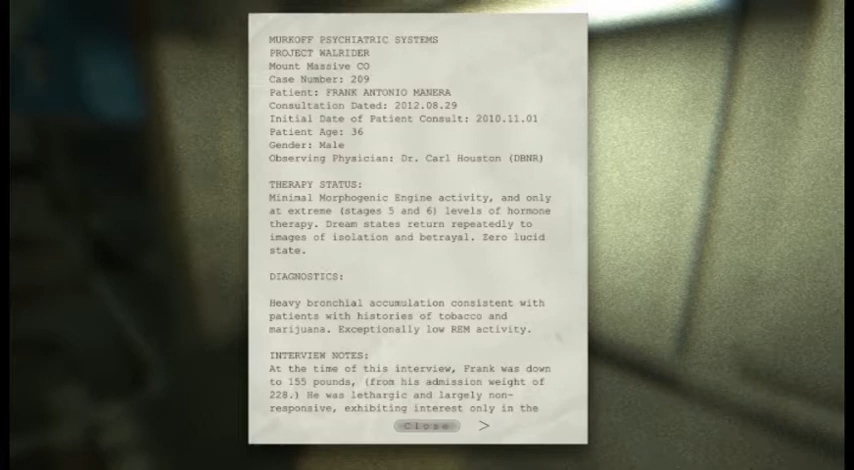 MURKOFF PSYCHIATRIC SYSTEMS
PROJECT WALRIDER
Mount Massive CO
Case Number: 209
Patient: FRANK ANTONIO MANERA
Consultation Dated: 2012.08.29
Initial Date of Patient Consult: 2010.11.01
Patient Age: 36
Gender: Male
Observing Physician: Dr. Carl Houston (DBNR)
THERAPY STATUS:
Minimal Morphogenic Engine activity, and only
at extreme (stages 5 and 6) levels of hormone
therapy. Dream states return repeatedly to
images of isolation and betrayal. Zero lucid
state.
DIAGNOSTICS:
Heavy bronchial accumulation consistent with
patients with histories of tobacco and
marijuana. Exceptionally low REM activity.
INTERVIEW NOTES:
At the time of this interview, Frank was down
to 155 pounds, (from his admission weight of
228.) He was lethargic and largely non-
responsive, exhibiting interest only in the
Close >